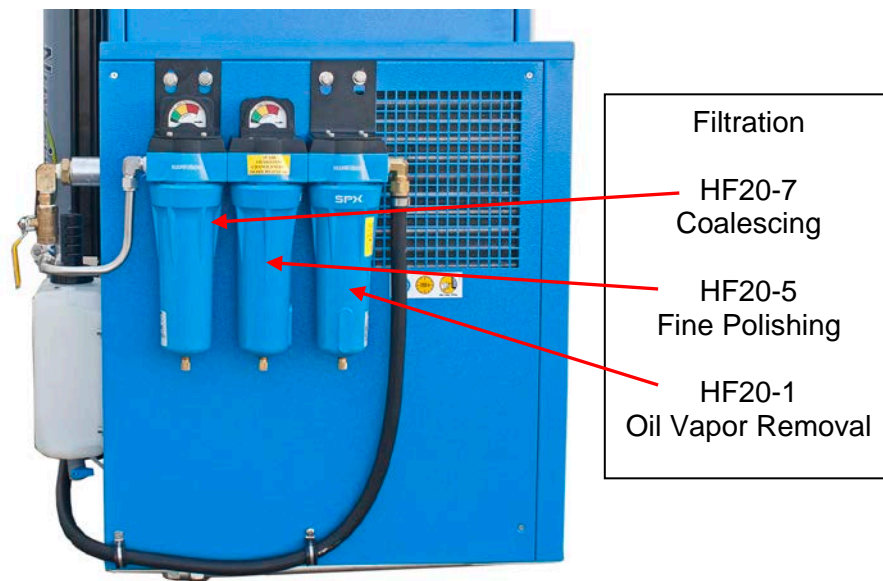 SPX
Filtration
HF20-7
Coalescing
HF20-5
Fine Polishing
HF20-1
Oil Vapor Removal